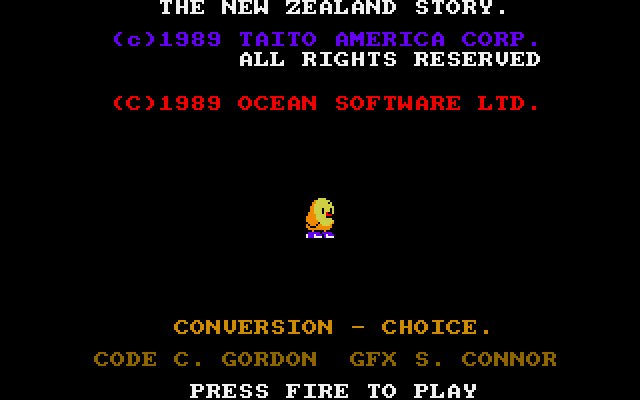 THE NEW ZEALAND STORY.
(c)1989 TAITO AMERICA CORP.
ALL RIGHTS RESERVED
(C)1989 OCEAN SOFTWARE LTD.
CONVERSION - CHOICE.
CODE C. GORDON  GFX S. CONNOR
PRESS FIRE TO PLAY